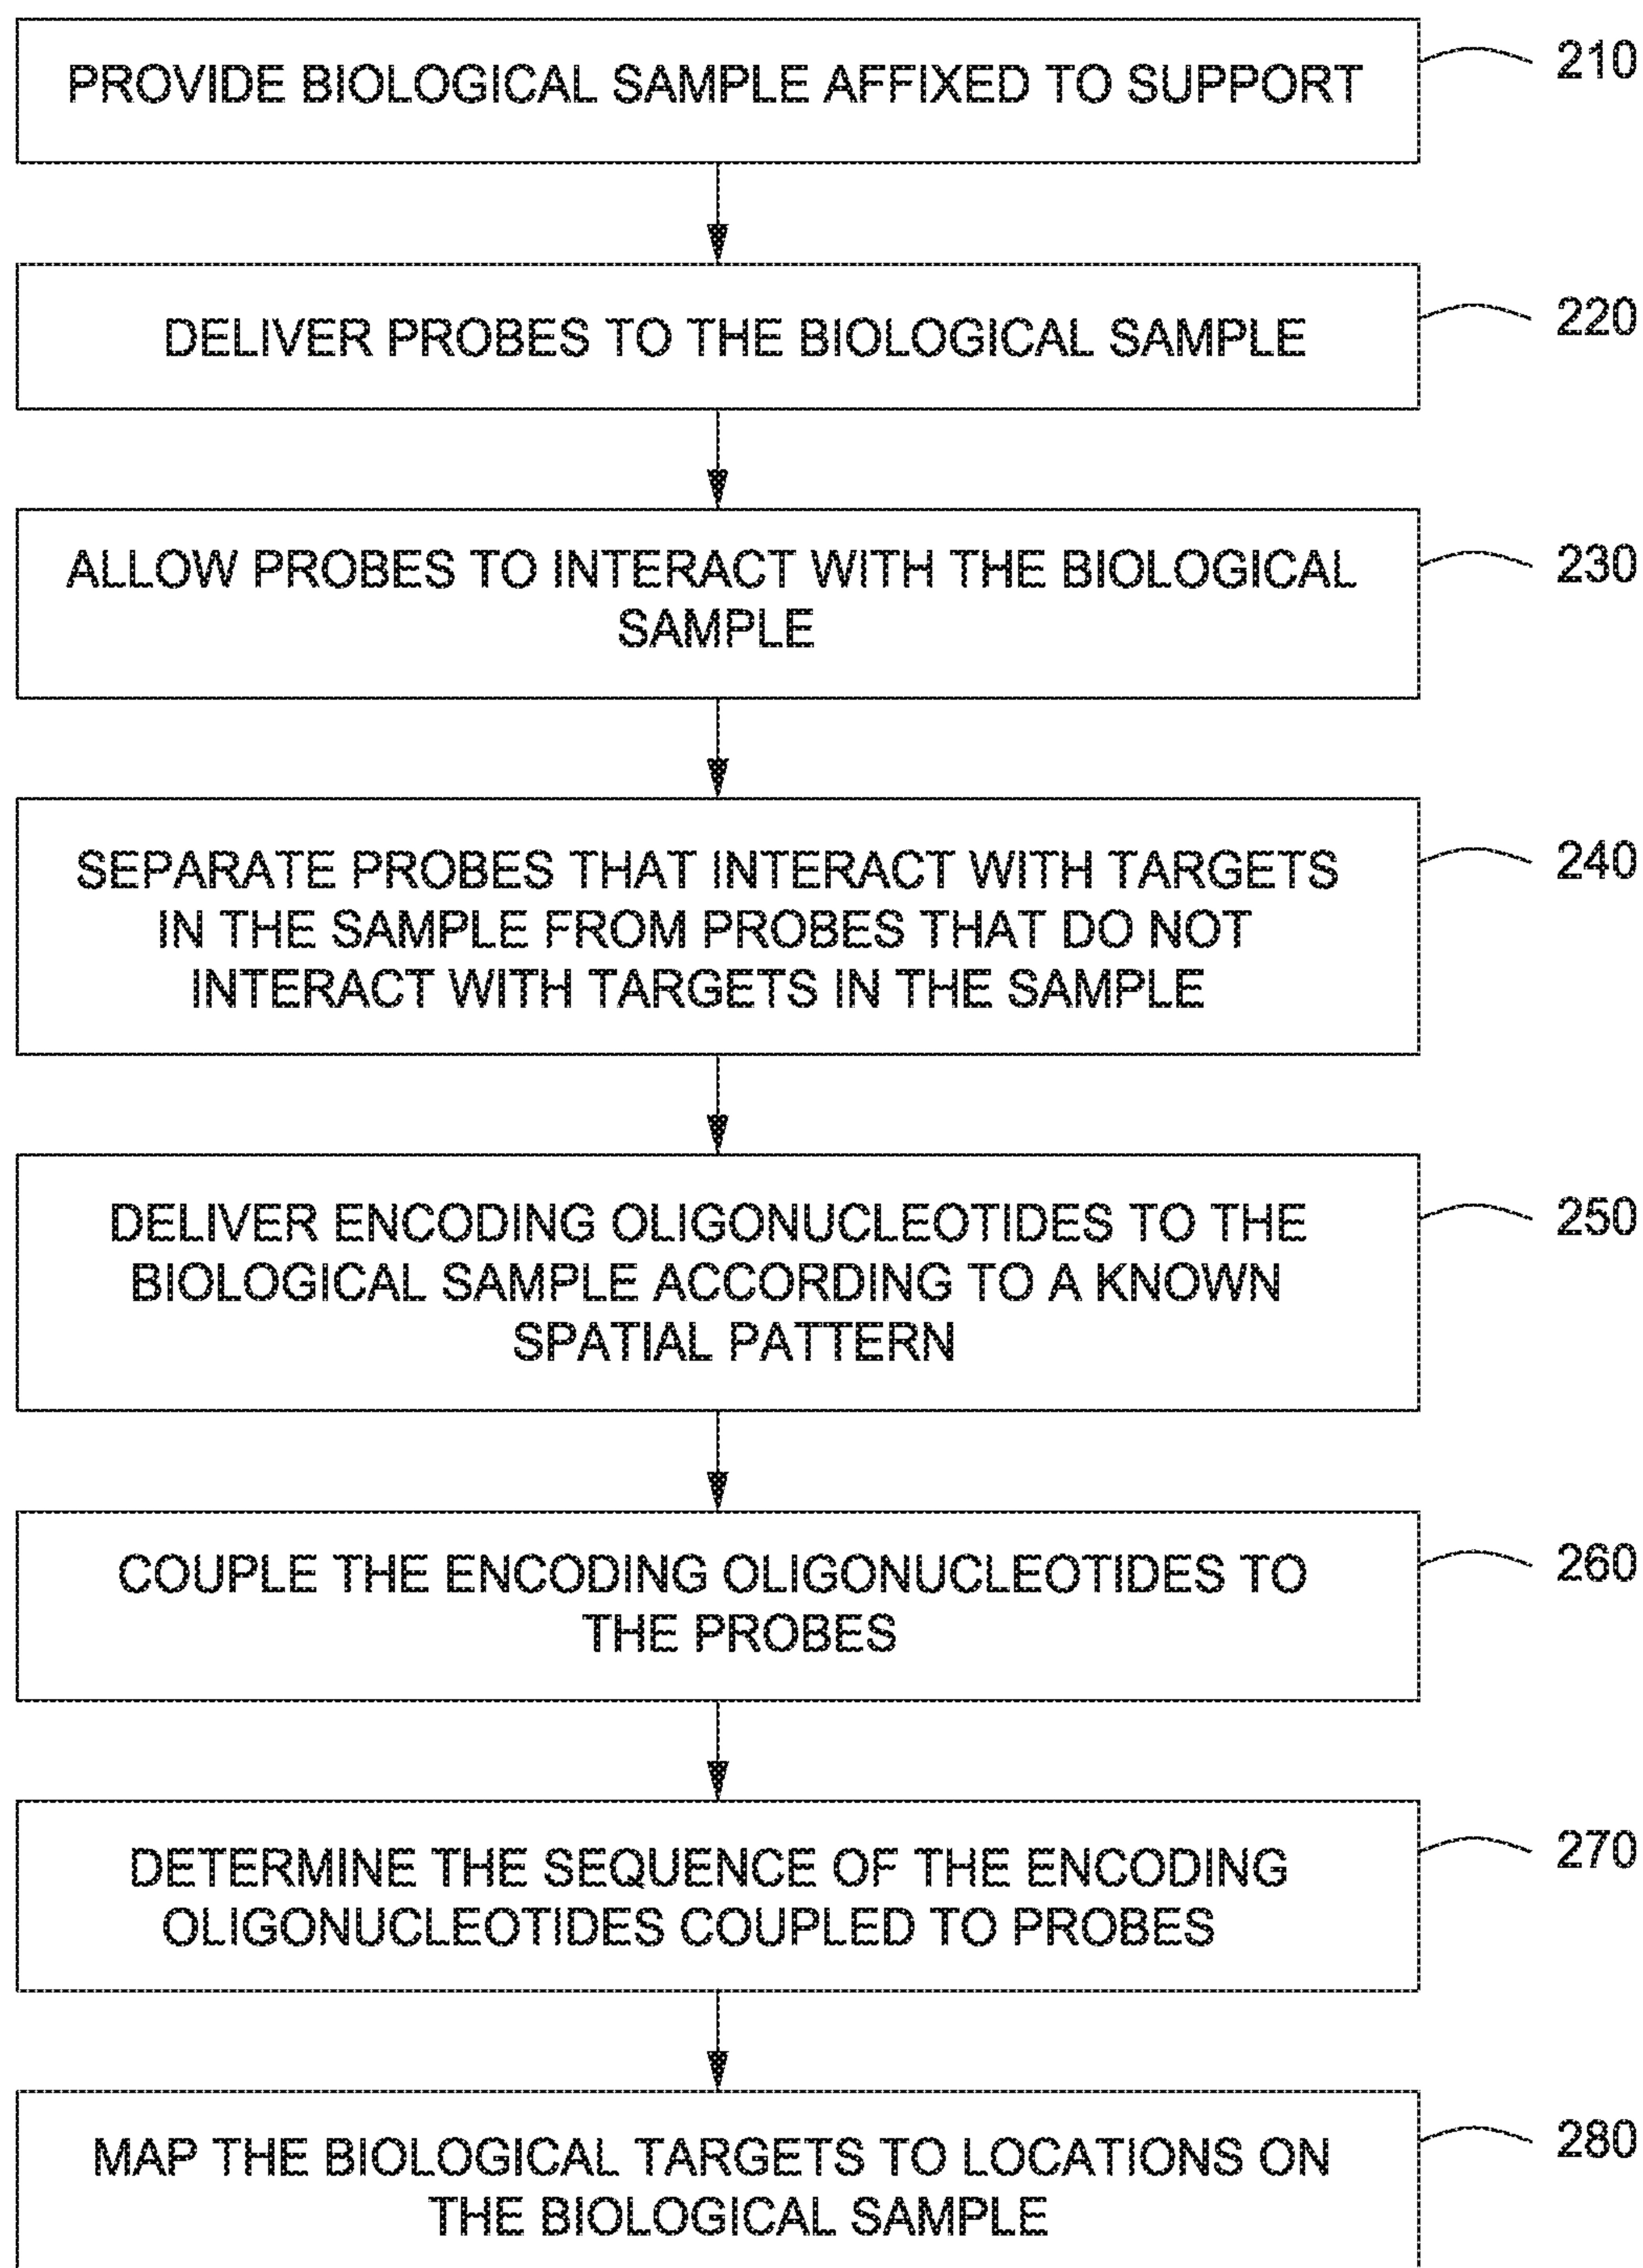 PROVIDE BIOLOGICAL SAMPLE AFFIXED TO SUPPORT
210
DELIVER PROBES TO THE BIOLOGICAL SAMPLE
220
ALLOW PROBES TO INTERACT WITH THE BIOLOGICAL
SAMPLE
230
SEPARATE PROBES THAT INTERACT WITH TARGETS
IN THE SAMPLE FROM PROBES THAT DO NOT
INTERACT WITH TARGETS IN THE SAMPLE
240
DELIVER ENCODING OLIGONUCLEOTIDES TO THE
BIOLOGICAL SAMPLE ACCORDING TO A KNOWN
SPATIAL PATTERN
250
COUPLE THE ENCODING OLIGONUCLEOTIDES TO
THE PROBES
260
DETERMINE THE SEQUENCE OF THE ENCODING
OLIGONUCLEOTIDES COUPLED TO PROBES
270
MAP THE BIOLOGICAL TARGETS TO LOCATIONS ON
THE BIOLOGICAL SAMPLE
280